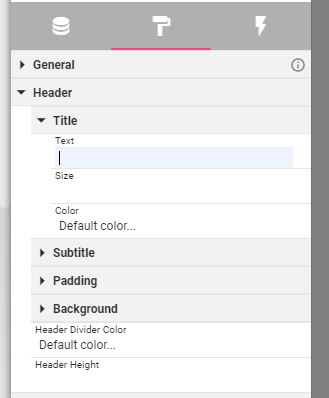 General
Header
Title
Text
Size
Color
Default color...
Subtitle
Padding
Background
Header Divider Color
Default color...
Header Height